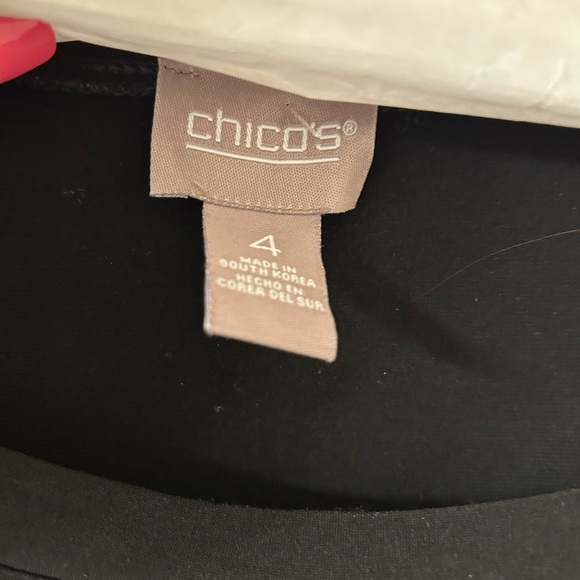 chico's®
4
MADE IN
SOUTH KOREA
HECHO EN
COREA DEL SUR